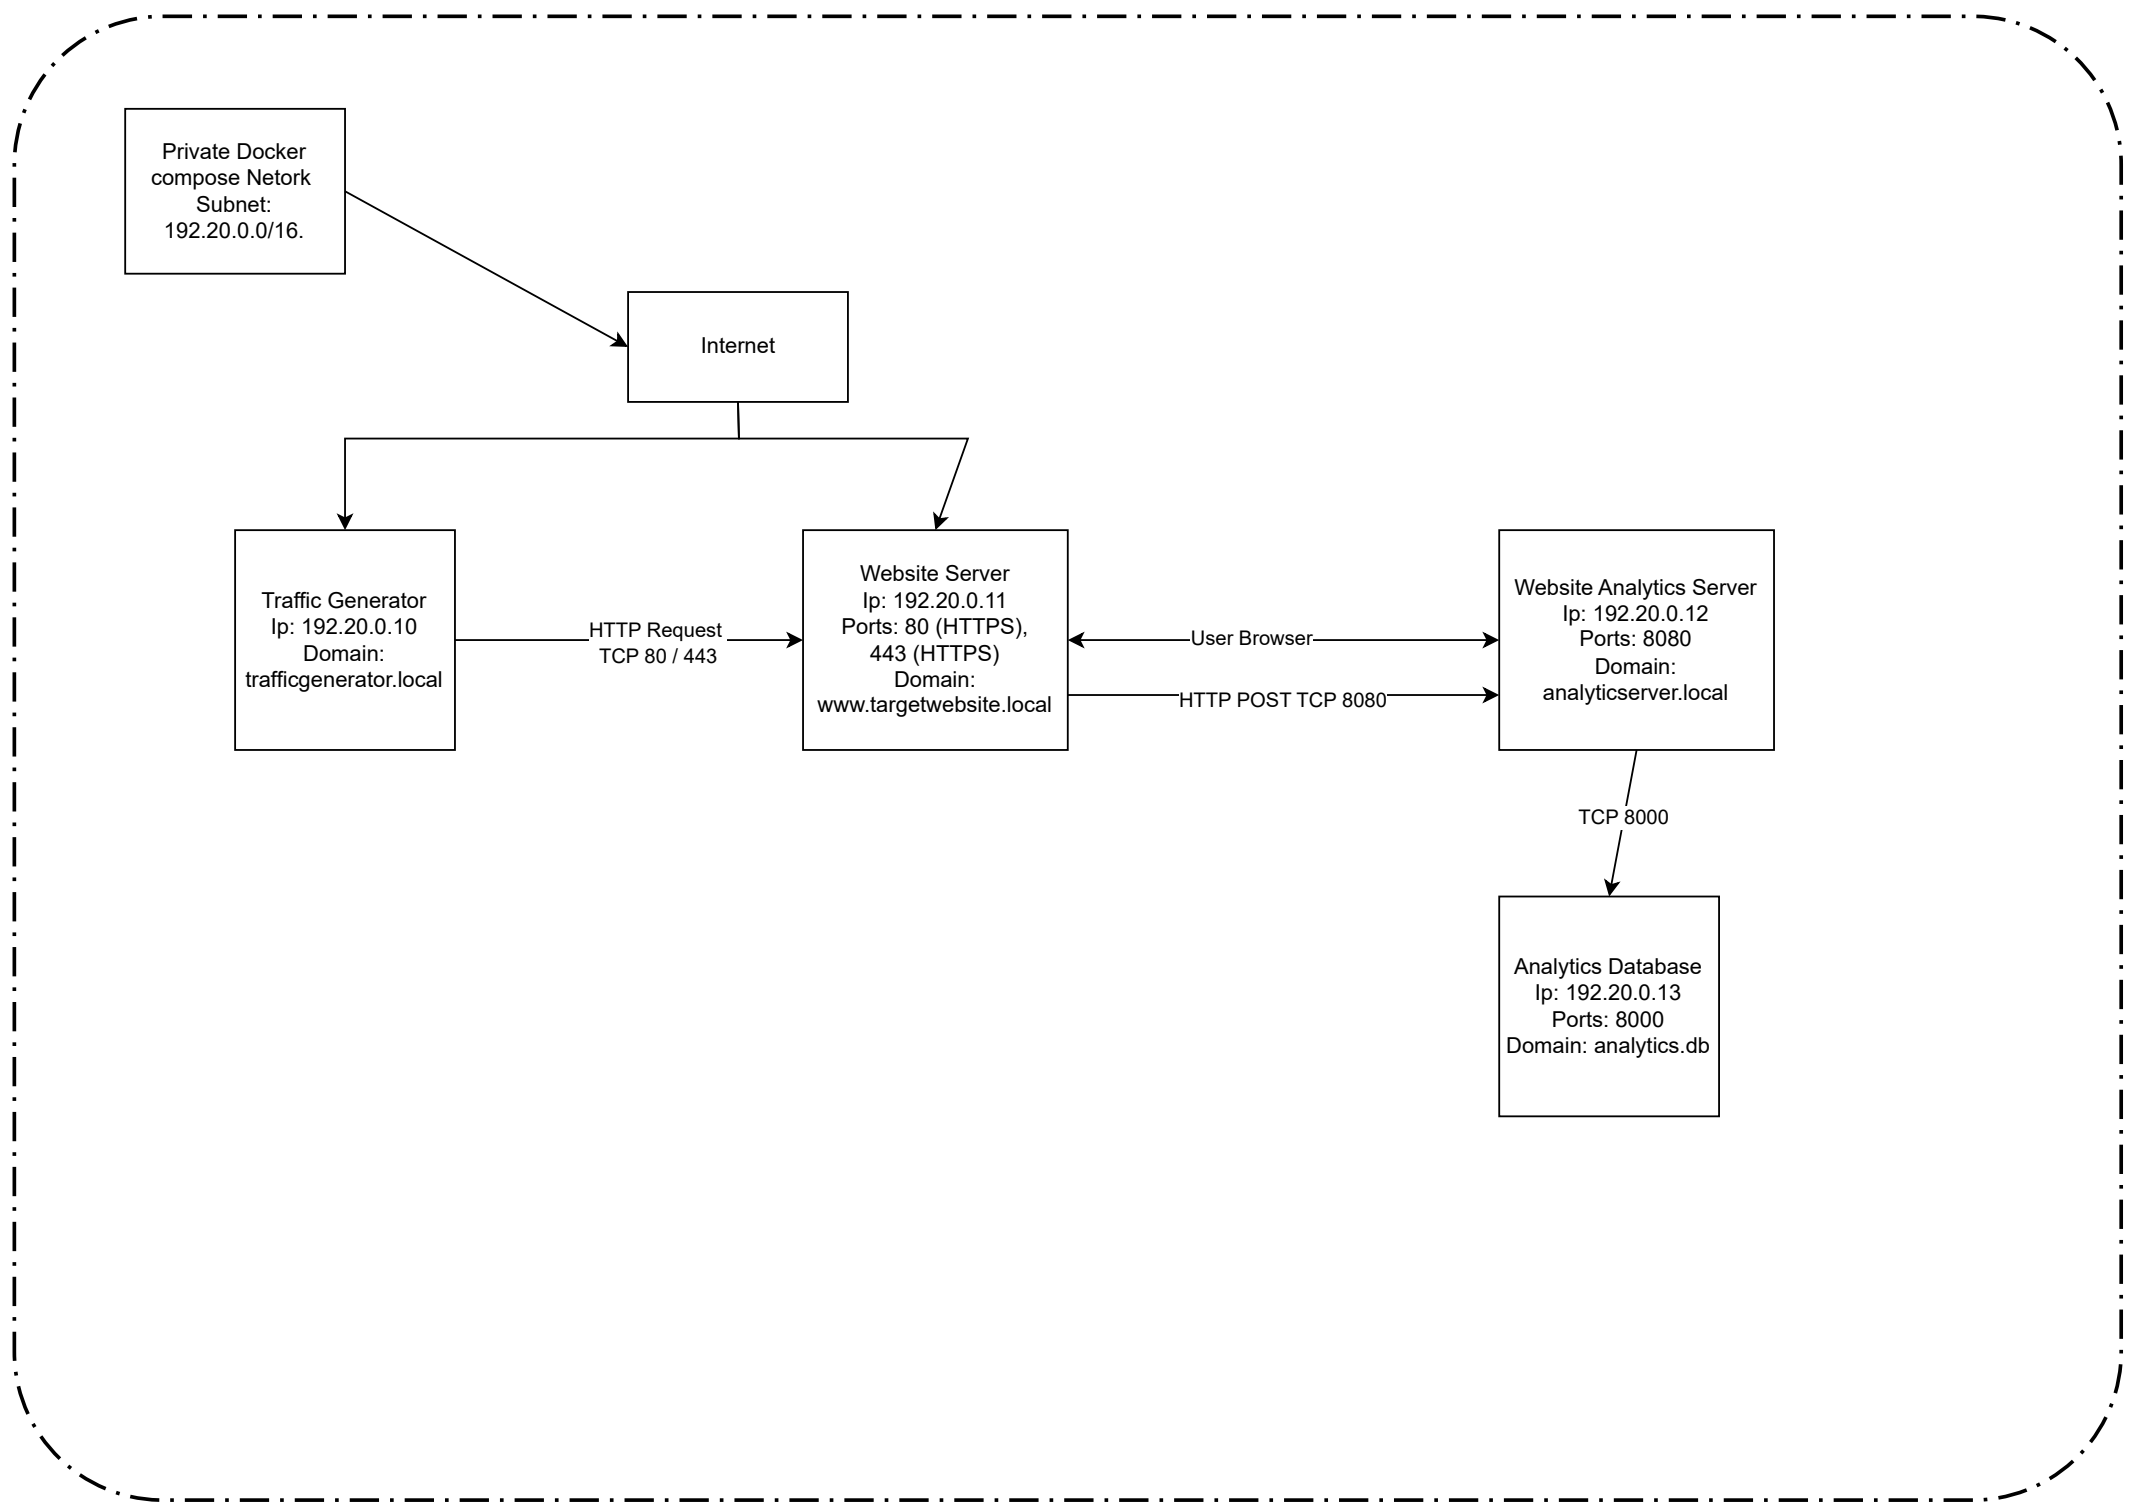 Private Docker
compose Netork
Subnet:
192.20.0.0/16.
Internet
Traffic Generator
Ip: 192.20.0.10
Domain:
trafficgenerator.local
HTTP Request
TCP 80 / 443
Website Server
Ip: 192.20.0.11
Ports: 80 (HTTPS),
443 (HTTPS)
Domain:
www.targetwebsite.local
User Browser
HTTP POST TCP 8080
Website Analytics Server
Ip: 192.20.0.12
Ports: 8080
Domain:
analyticserver.local
TCP 8000
Analytics Database
Ip: 192.20.0.13
Ports: 8000
Domain: analytics.db